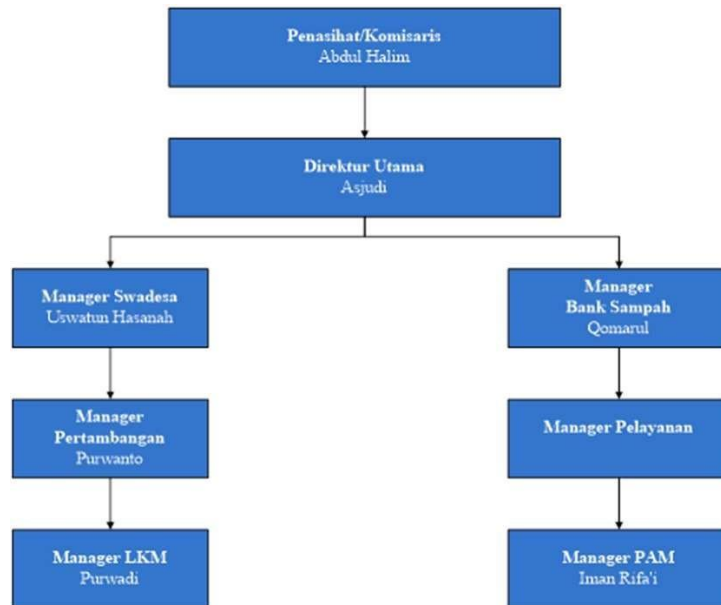 Penasihat/Komisaris
Abdul Halim
Direktur Utama
Asjudi
Manager Swadesa
Uswatun Hasanah
Manager
Bank Sampah
Qomarul
Manager
Pertambangan
Purwanto
Manager Pelayanan
Manager LKM
Purwadi
Manager PAM
Iman Rifa'i